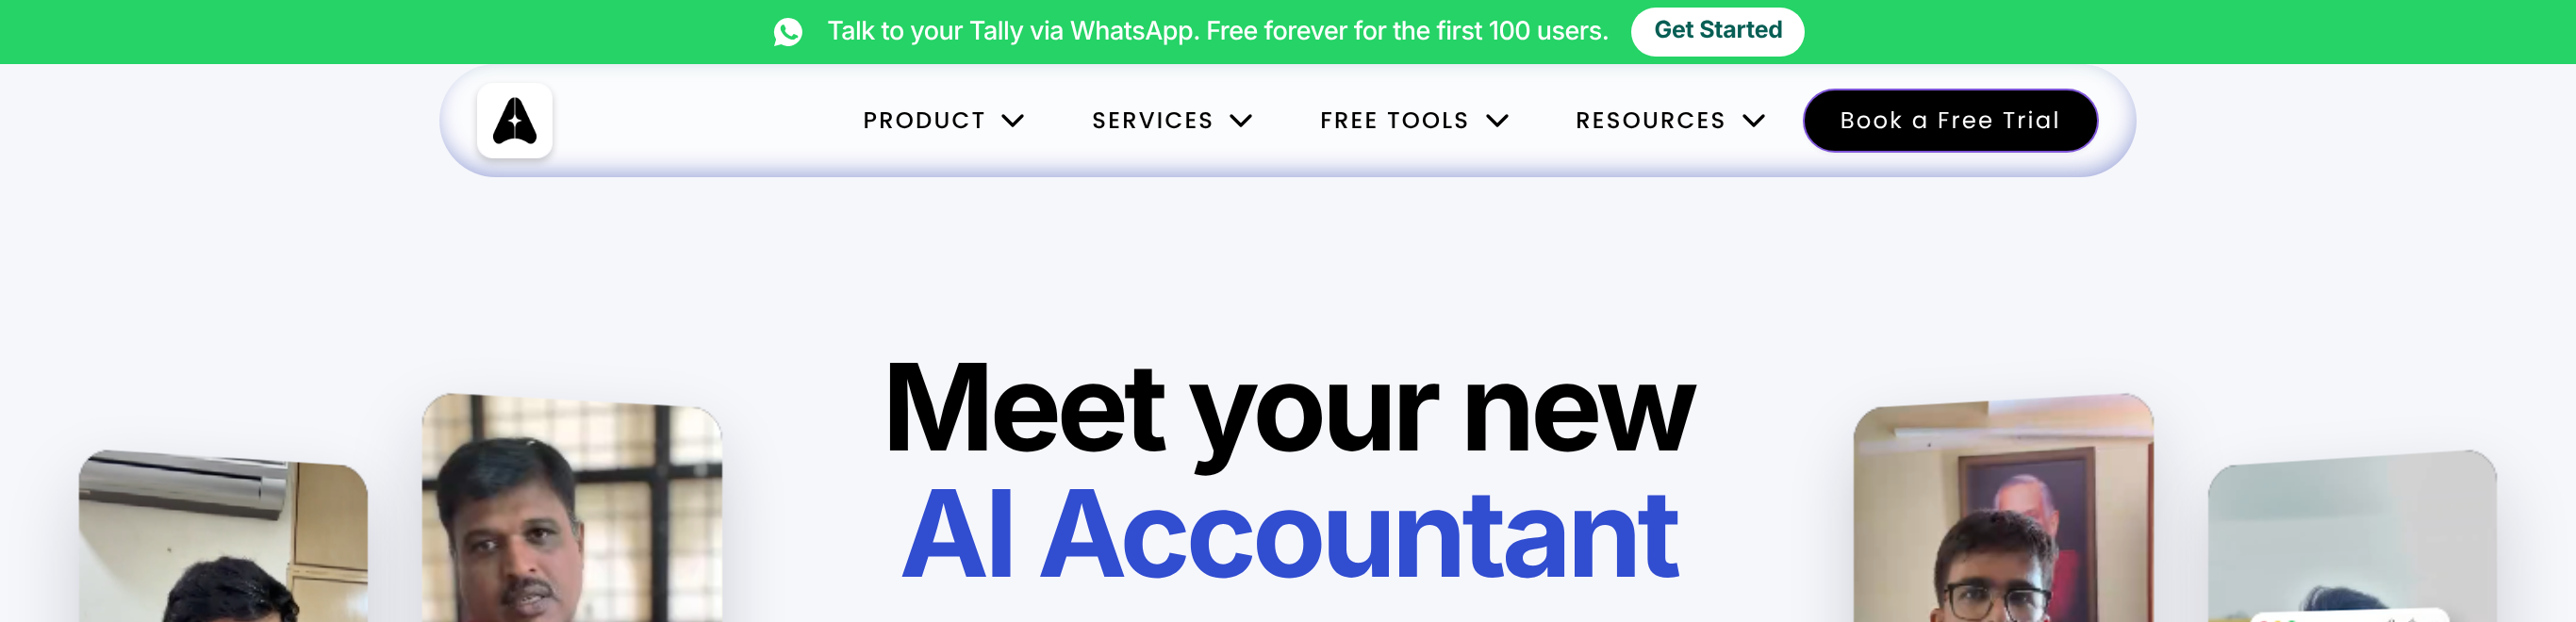 Talk to your Tally via WhatsApp. Free forever for the first 100 users. Get Started
PRODUCT SERVICES FREE TOOLS RESOURCES Book a Free Trial
Meet your new
AI Accountant